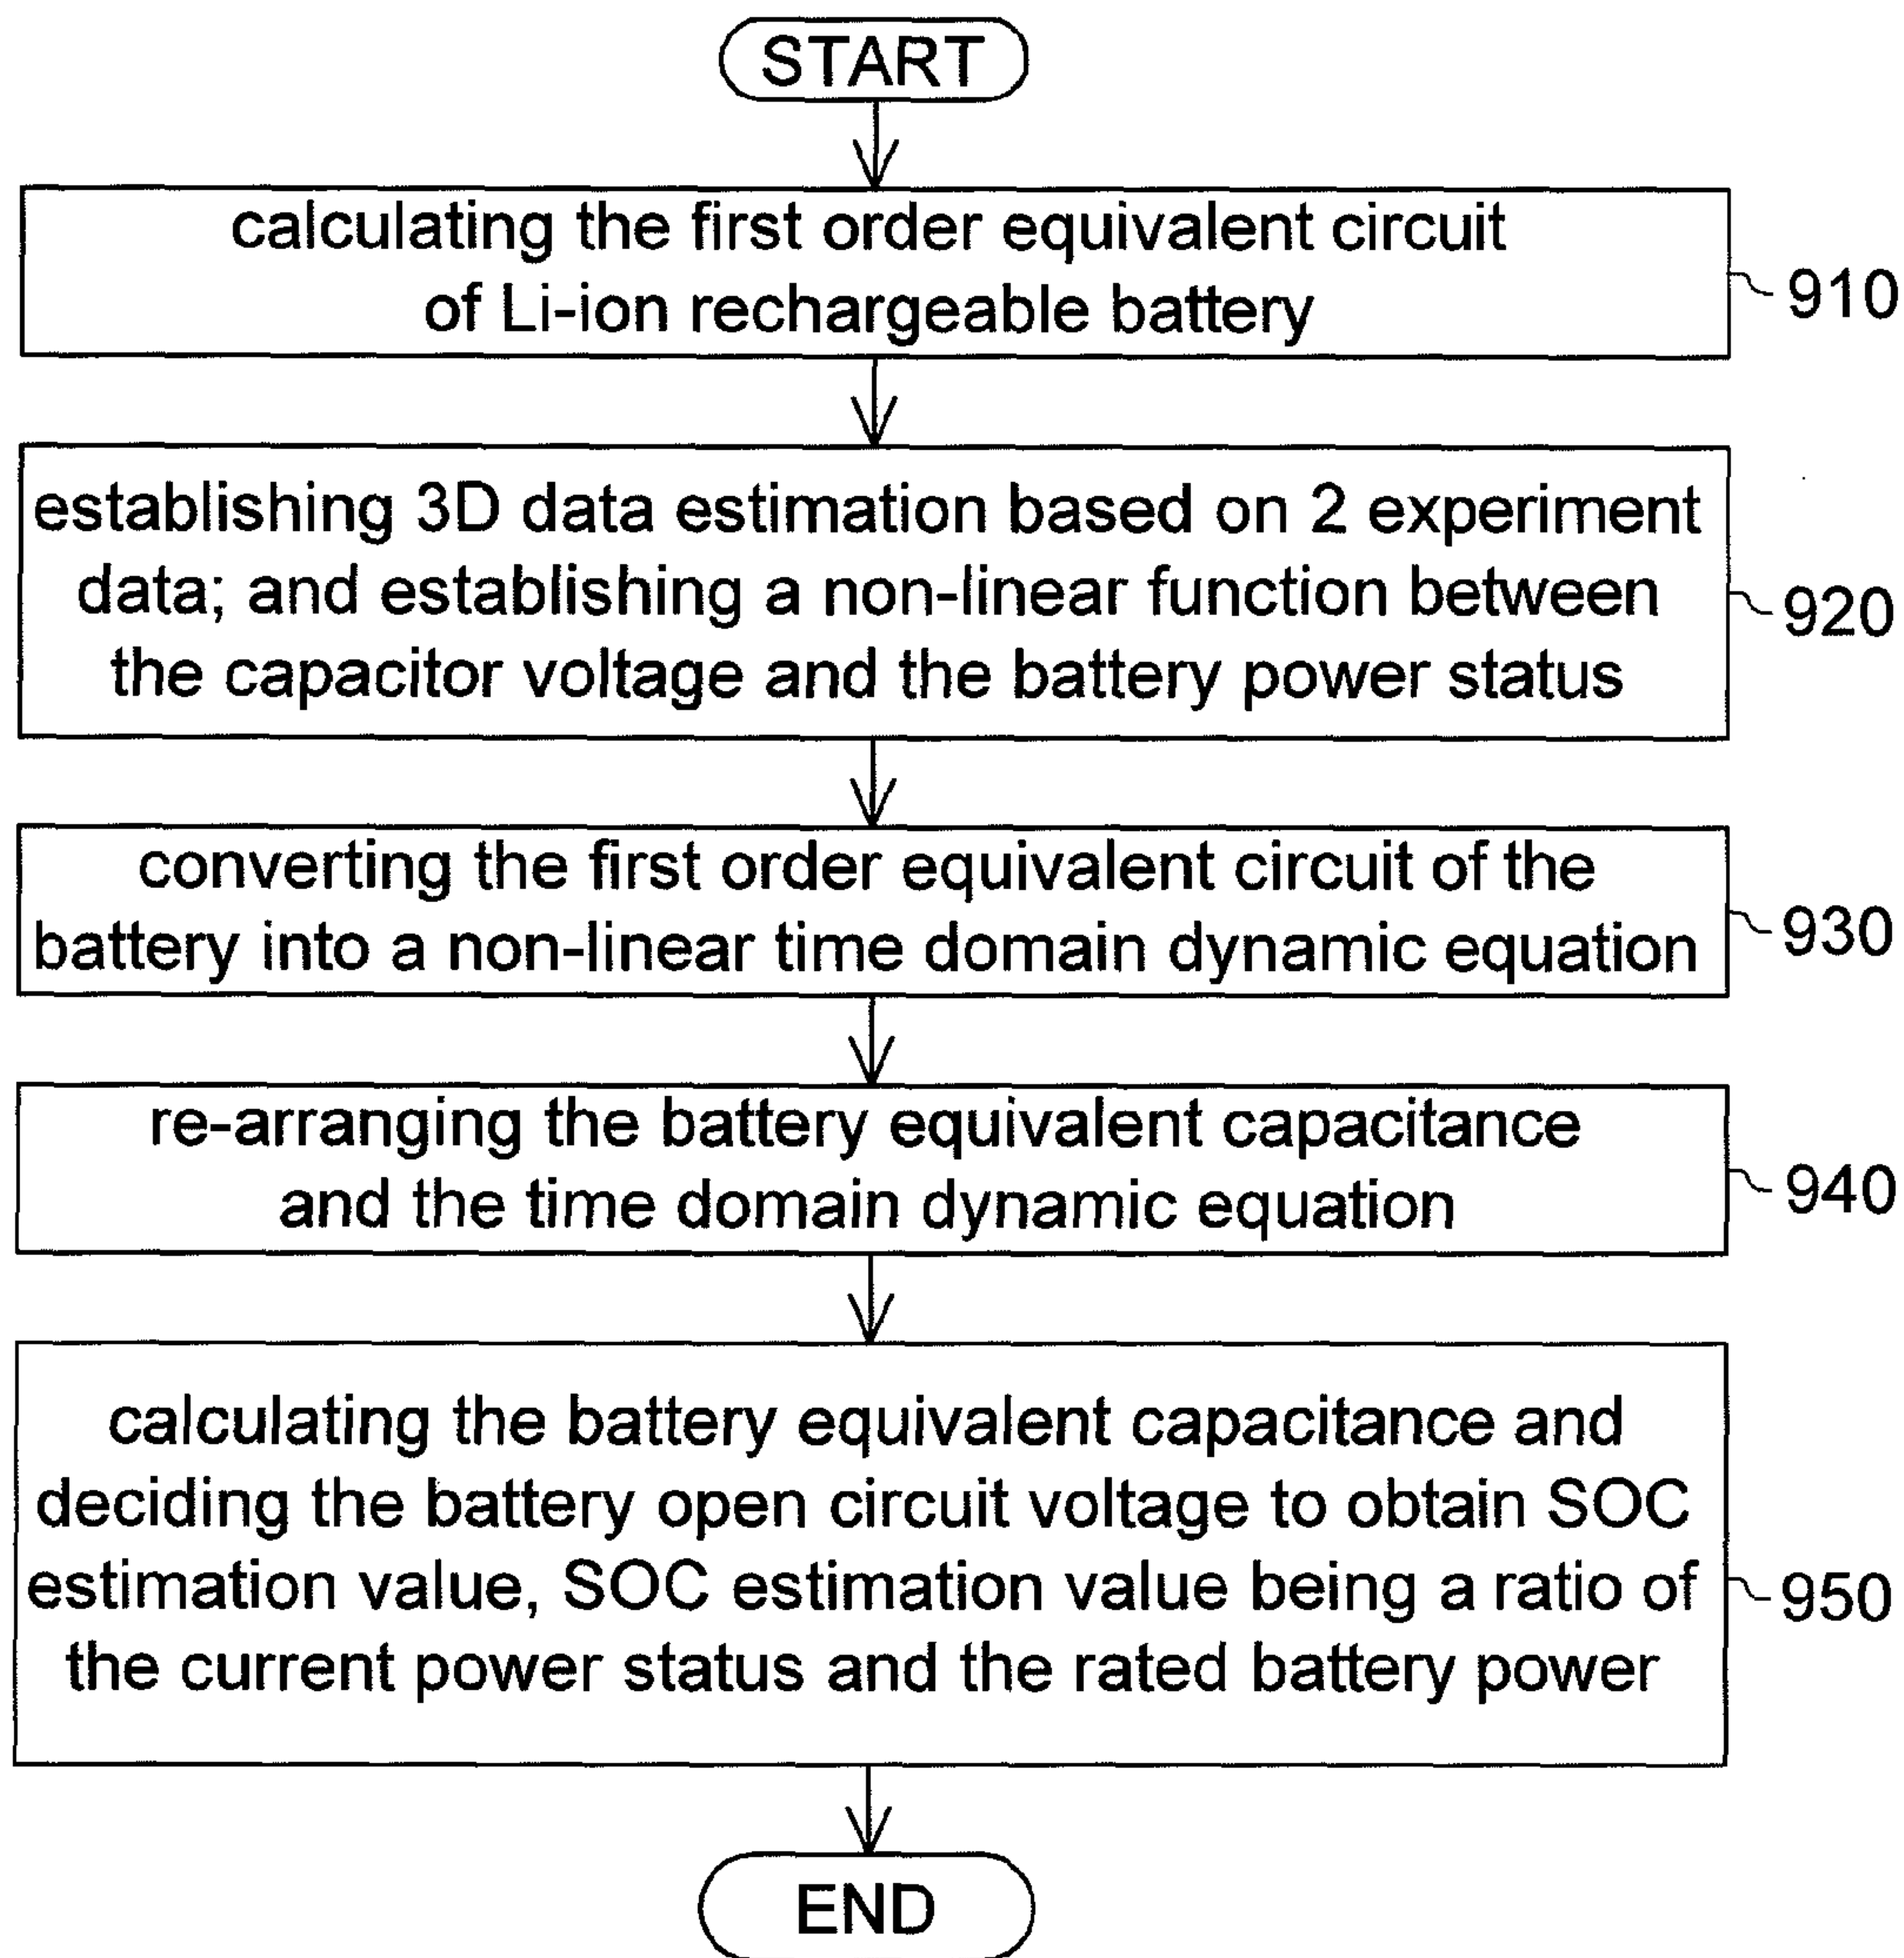 START
calculating the first order equivalent circuit
of Li-ion rechargeable battery
910
establishing 3D data estimation based on 2 experiment
data; and establishing a non-linear function between
the capacitor voltage and the battery power status
920
converting the first order equivalent circuit of the
battery into a non-linear time domain dynamic equation
930
re-arranging the battery equivalent capacitance
and the time domain dynamic equation
940
calculating the battery equivalent capacitance and
deciding the battery open circuit voltage to obtain SOC
estimation value, SOC estimation value being a ratio of
the current power status and the rated battery power
950
END